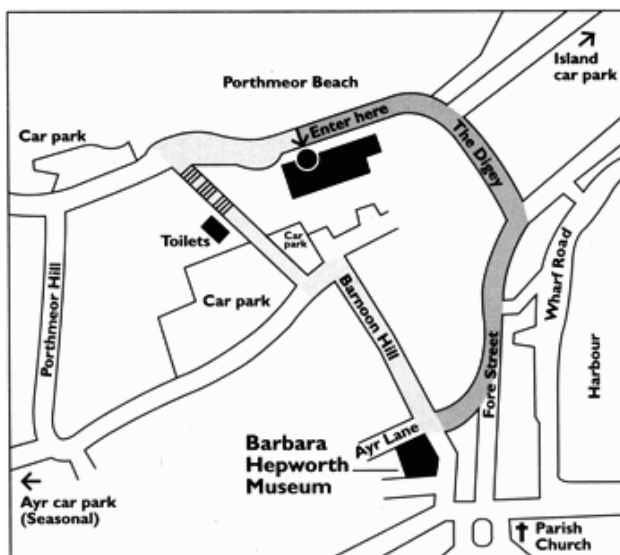 Island
car park
Porthmeor Beach
Enter here
Car park
The Digey
Toilets
Car
park
Wharf Road
Car park
Porthmeor Hill
Barnoon Hill
Harbour
Fore Street
Ayr Lane
Barbara
Hepworth
Museum
Ayr car park
(Seasonal)
Parish
Church